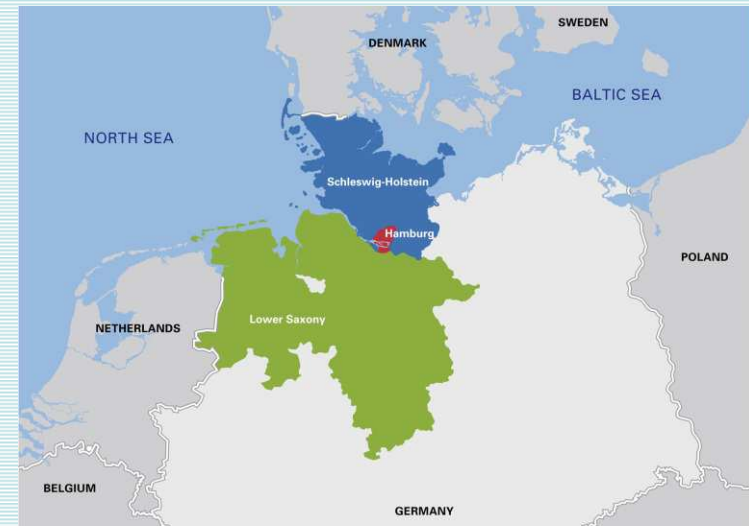 SWEDEN
DENMARK
BALTIC SEA
NORTH SEA
Schleswig-Holstein
Hamburg
POLAND
Lower Saxony
NETHERLANDS
BELGIUM
GERMANY